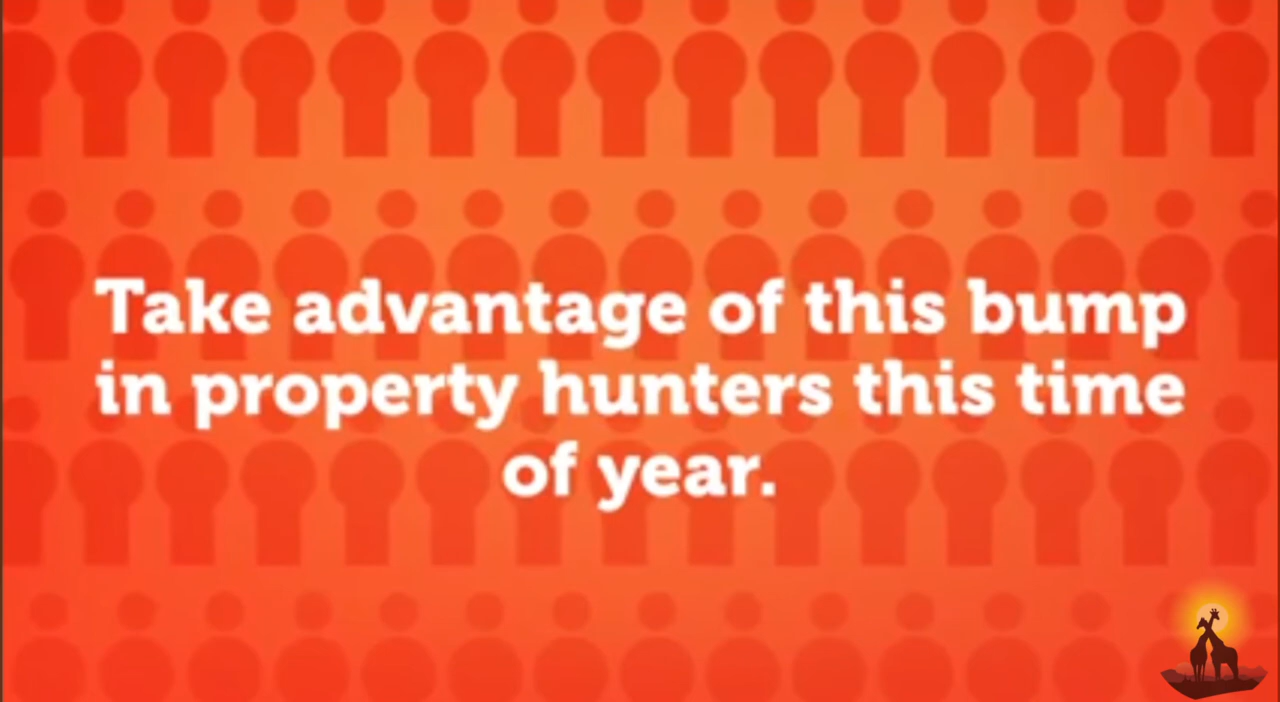 Take advantage of this bump
in property hunters this time
of year.